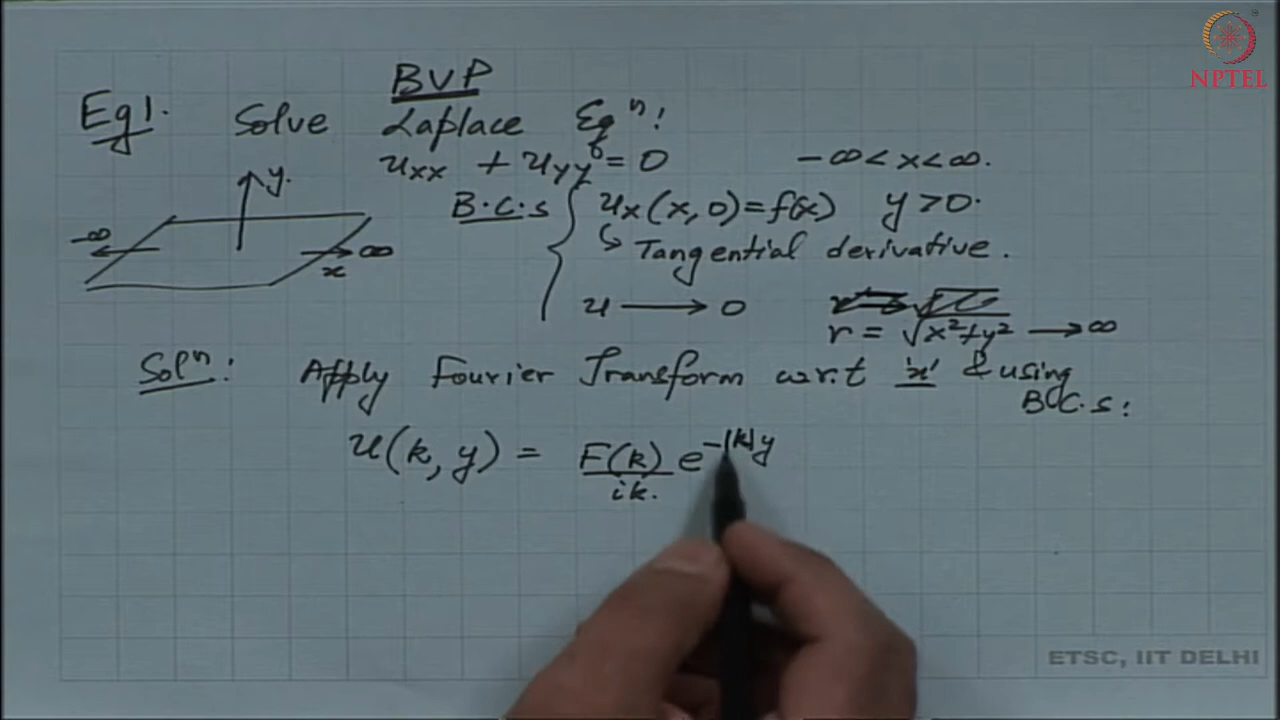 BVP
Eg1. Solve Laplace Eqⁿ:
uxx + uyy = 0 -∞ < x < ∞.
B.C.s { ux(x, 0) = f(x) y > 0.
↳ Tangential derivative.
u → 0
r = √x²+y² → ∞
y.
-∞
∞
x
Solⁿ: Apply Fourier Transform w.r.t 'x' & using
B.C.s:
U(k, y) = F(k)/ik. e^-|k|y
NPTEL
ETSC, IIT DELHI